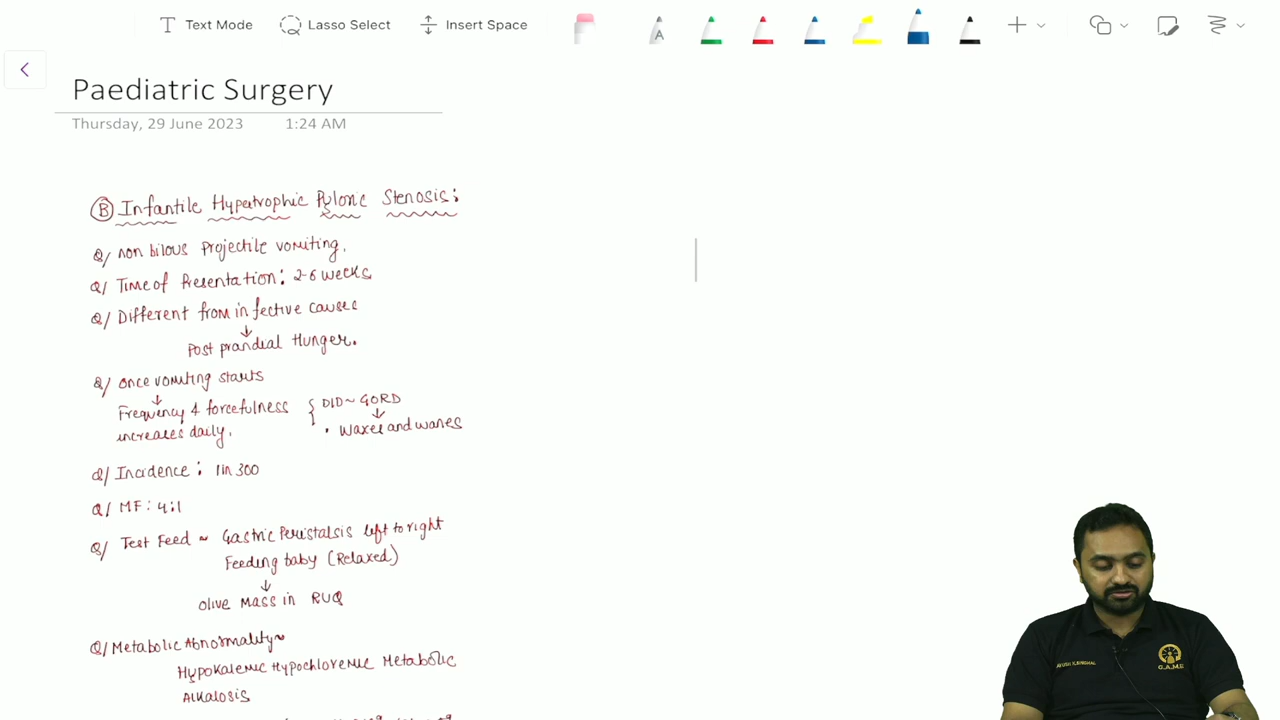 Text Mode
Lasso Select
Insert Space
A
Paediatric Surgery
Thursday, 29 June 2023 1:24 AM
B Infantile Hypertrophic Pyloric Stenosis:
Q/ non bilous Projectile vomiting.
Q/ Time of Presentation: 2-6 weeks
Q/ Different from infective causes
↓
Post prandial Hunger.
Q/ once vomiting starts
↓
Frequency & forcefulness { DID ~ GORD
↓
increases daily. • Waxes and wanes
Q/ Incidence: 1 in 300
Q/ MF: 4:1
Q/ Test Feed ~ Gastric Peristalsis left to right
Feeding baby (Relaxed)
↓
olive Mass in RUQ
Q/ Metabolic Abnormality ~
Hypokalemic Hypochloremic Metabolic
Alkalosis
G.A.M.E